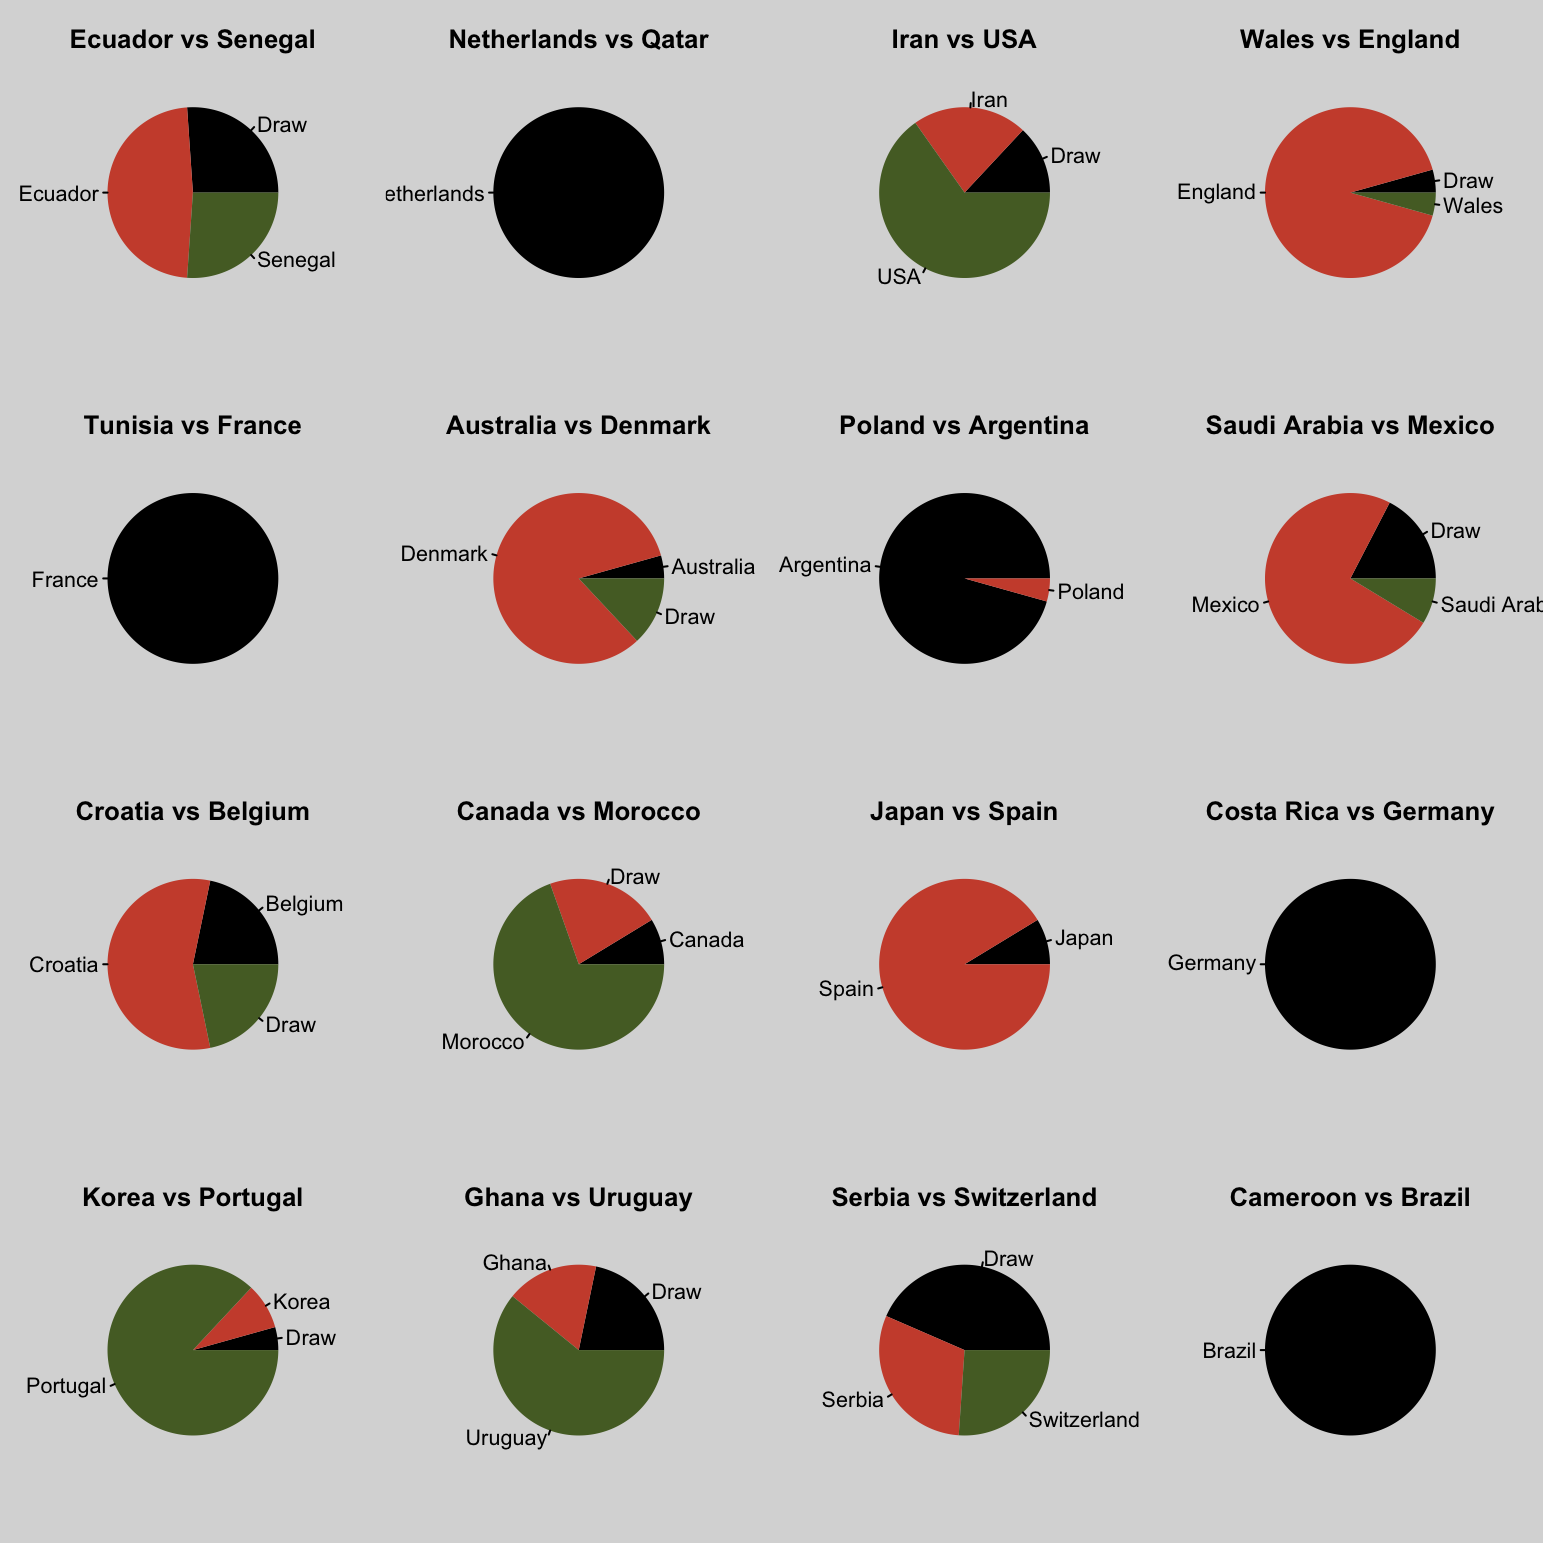 Ecuador vs Senegal
Draw
Ecuador
Senegal
Netherlands vs Qatar
etherlands
Iran vs USA
Iran
Draw
USA
Wales vs England
England
Draw
Wales
Tunisia vs France
France
Australia vs Denmark
Denmark
Australia
Draw
Poland vs Argentina
Argentina
Poland
Saudi Arabia vs Mexico
Draw
Mexico
Saudi Arab
Croatia vs Belgium
Belgium
Croatia
Draw
Canada vs Morocco
Draw
Canada
Morocco
Japan vs Spain
Japan
Spain
Costa Rica vs Germany
Germany
Korea vs Portugal
Korea
Draw
Portugal
Ghana vs Uruguay
Ghana
Draw
Uruguay
Serbia vs Switzerland
Draw
Serbia
Switzerland
Cameroon vs Brazil
Brazil